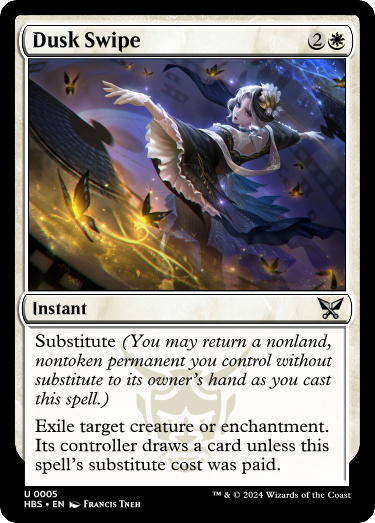 Dusk Swipe 2
Instant
Substitute (You may return a nonland,
nontoken permanent you control without
substitute to its owner's hand as you cast
this spell.)
Exile target creature or enchantment.
Its controller draws a card unless this
spell's substitute cost was paid.
U 0005
HBS • EN Francis Tneh
™ & © 2024 Wizards of the Coast